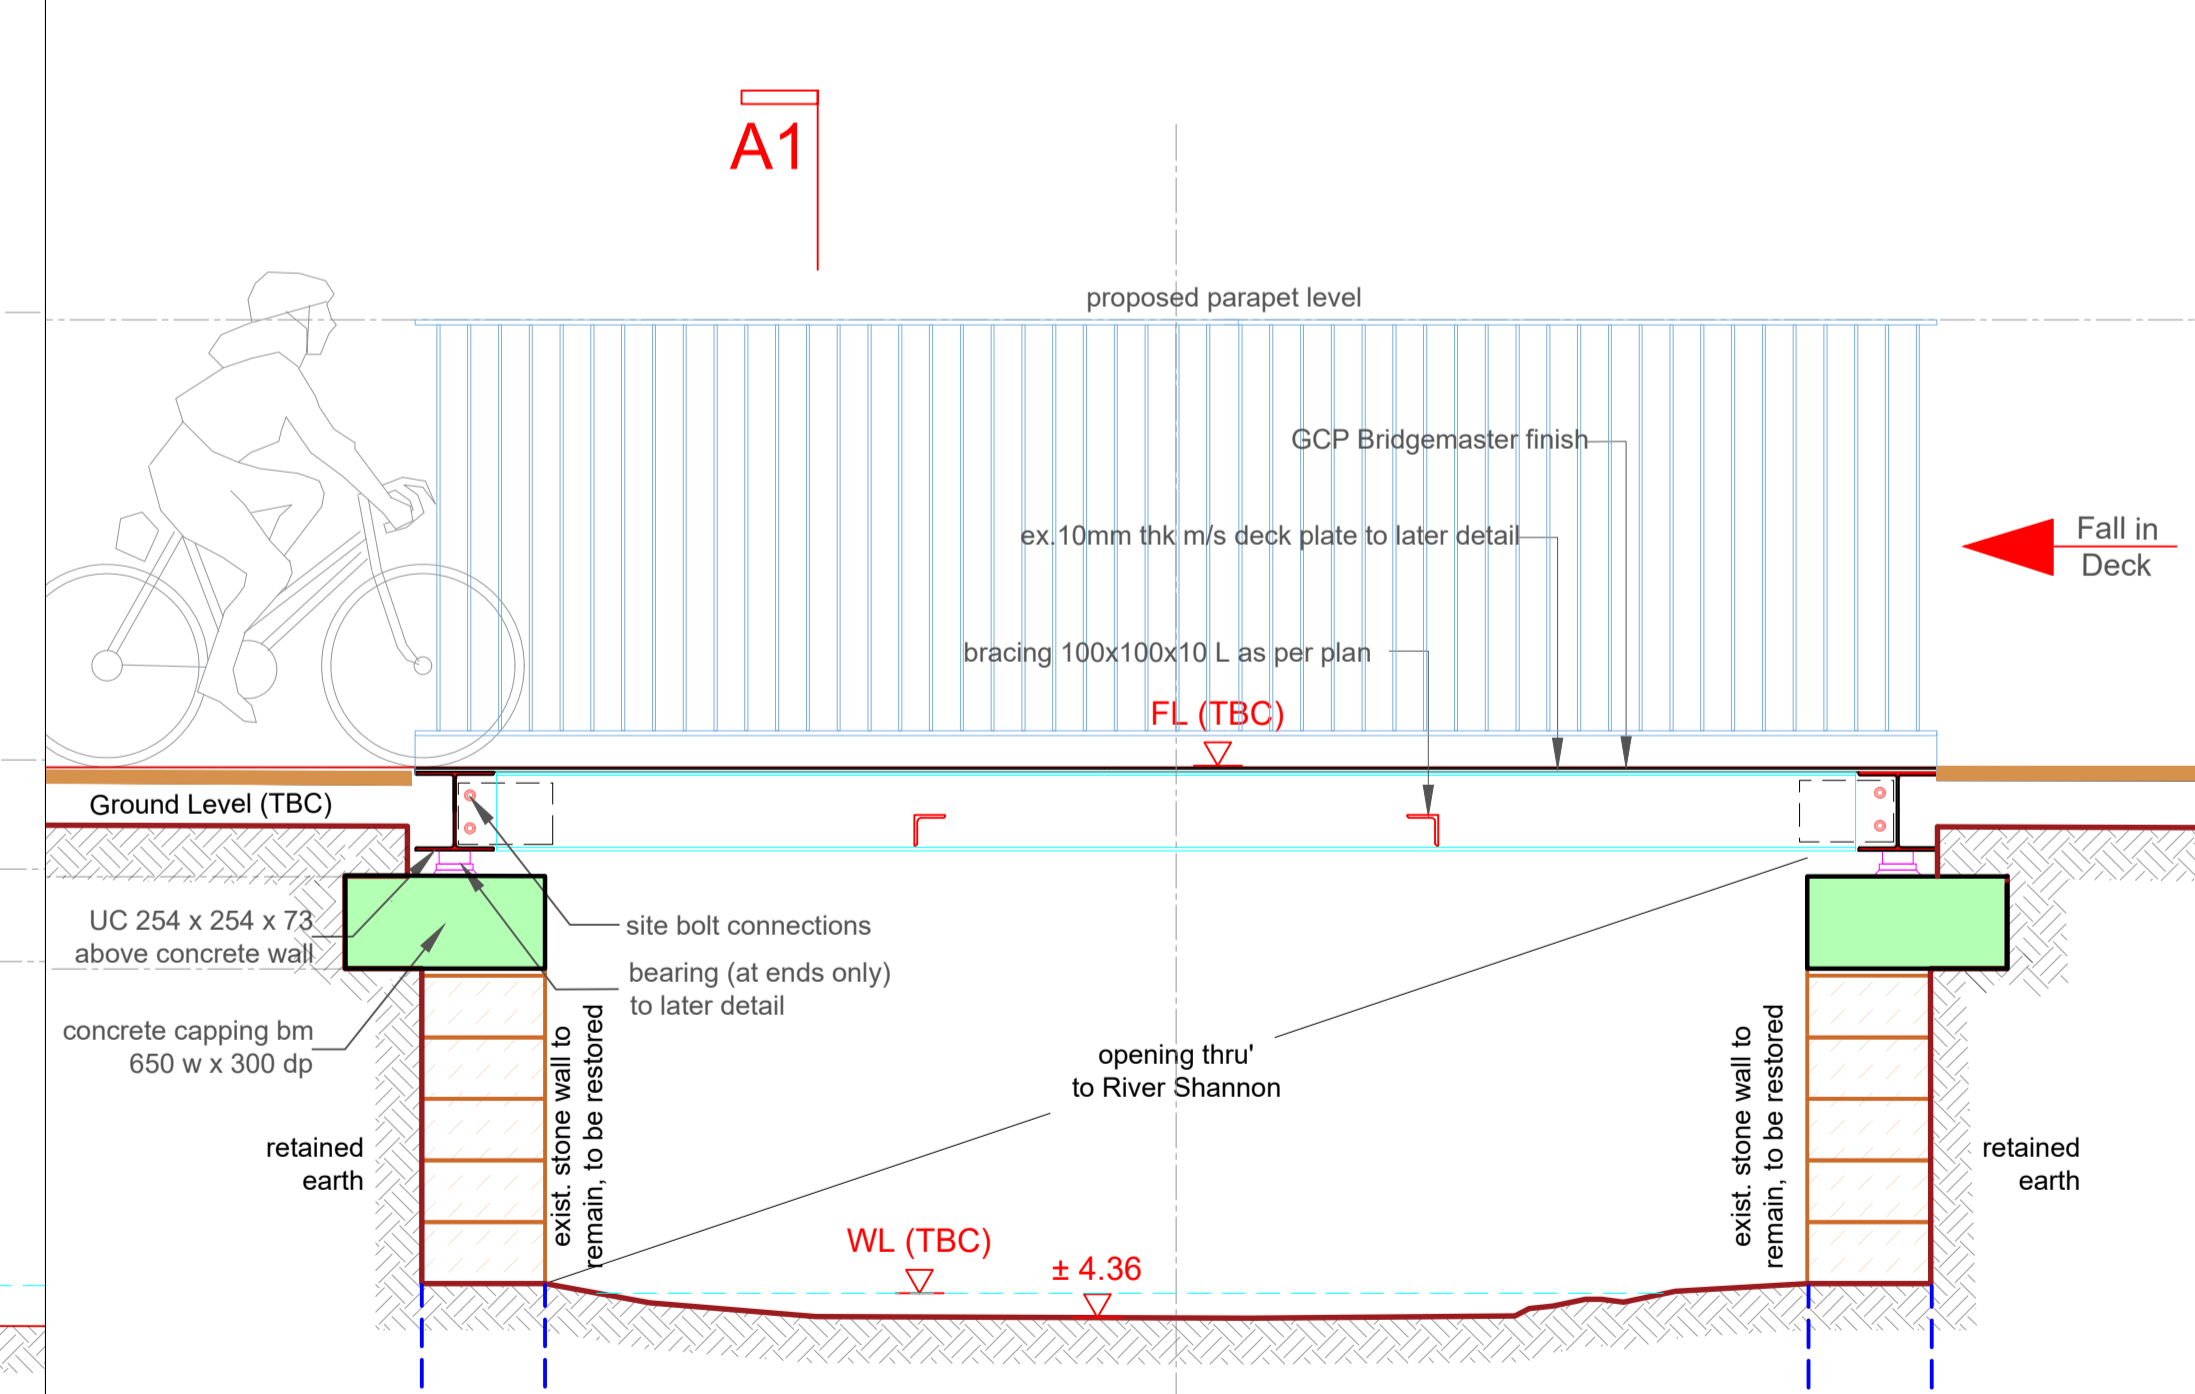 A1
proposed parapet level
GCP Bridgemaster finish
ex.10mm thk m/s deck plate to later detail
Fall in
Deck
bracing 100x100x10 L as per plan
FL (TBC)
Ground Level (TBC)
UC 254 x 254 x 73
above concrete wall
site bolt connections
bearing (at ends only)
to later detail
concrete capping bm
650 w x 300 dp
exist. stone wall to
remain, to be restored
opening thru'
to River Shannon
exist. stone wall to
remain, to be restored
retained
earth
retained
earth
WL (TBC)
± 4.36